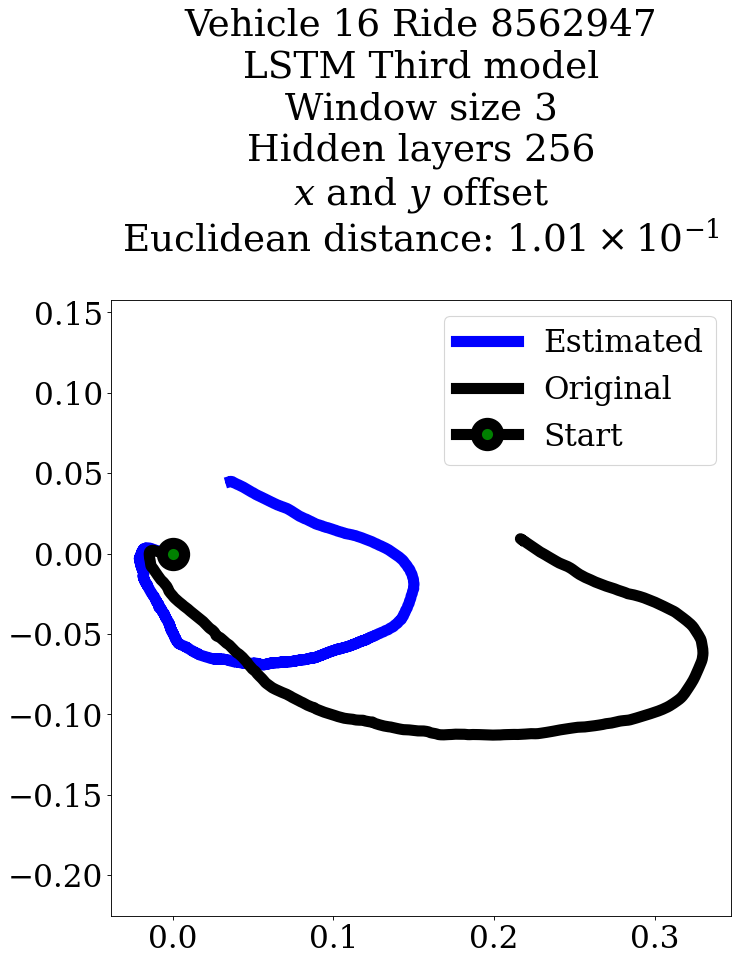 Vehicle 16 Ride 8562947
LSTM Third model
Window size 3
Hidden layers 256
x and y offset
Euclidean distance: 1.01 × 10⁻¹
0.15
0.10
0.05
0.00
−0.05
−0.10
−0.15
−0.20
Estimated
Original
Start
0.0 0.1 0.2 0.3